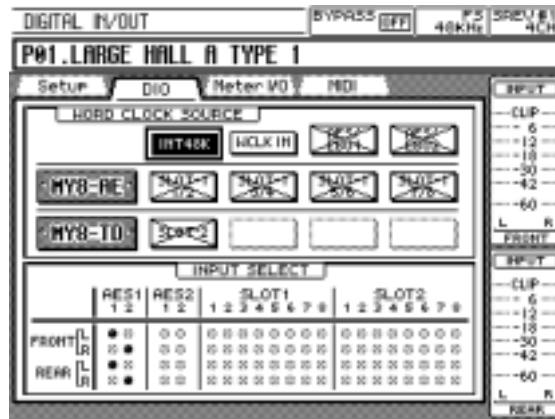 DIGITAL IN/OUT
BYPASS OFF
FS 48KHz
4CH
P01.LARGE HALL A TYPE 1
Setup DIO Meter MIDI
WORD CLOCK SOURCE
INT48K WCLK IN
MY8-AE
MY8-TD
INPUT SELECT
AES1 AES2 SLOT1 SLOT2
1 2 1 2 1 2 3 4 5 6 7 8 1 2 3 4 5 6 7 8
FRONT L
R
REAR L
R
INPUT
CLIP
6
12
18
30
42
60
L R
FRONT
INPUT
CLIP
6
12
18
30
42
60
L R
REAR